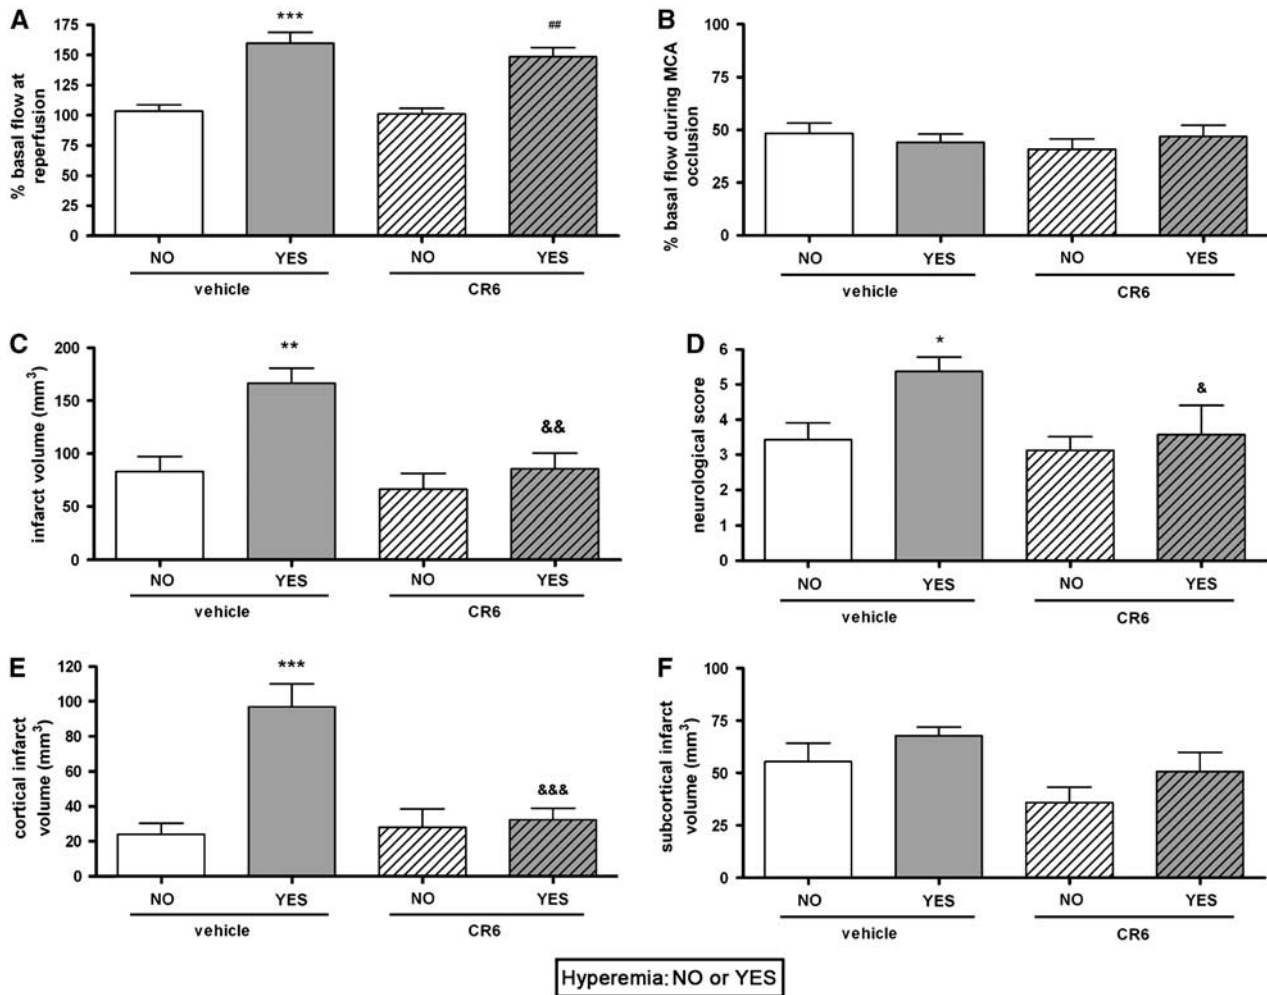 A
% basal flow at
reperfusion
175
150
125
100
75
50
25
0
***
##
NO
YES
NO
YES
vehicle
CR6
B
% basal flow during MCA
occlusion
100
75
50
25
0
NO
YES
NO
YES
vehicle
CR6
C
infarct volume (mm³)
200
150
100
50
0
**
&&
NO
YES
NO
YES
vehicle
CR6
D
neurological score
6
5
4
3
2
1
0
*
&
NO
YES
NO
YES
vehicle
CR6
E
cortical infarct
volume (mm³)
120
100
80
60
40
20
0
***
&&&
NO
YES
NO
YES
vehicle
CR6
F
subcortical infarct
volume (mm³)
100
75
50
25
0
NO
YES
NO
YES
vehicle
CR6
Hyperemia: NO or YES